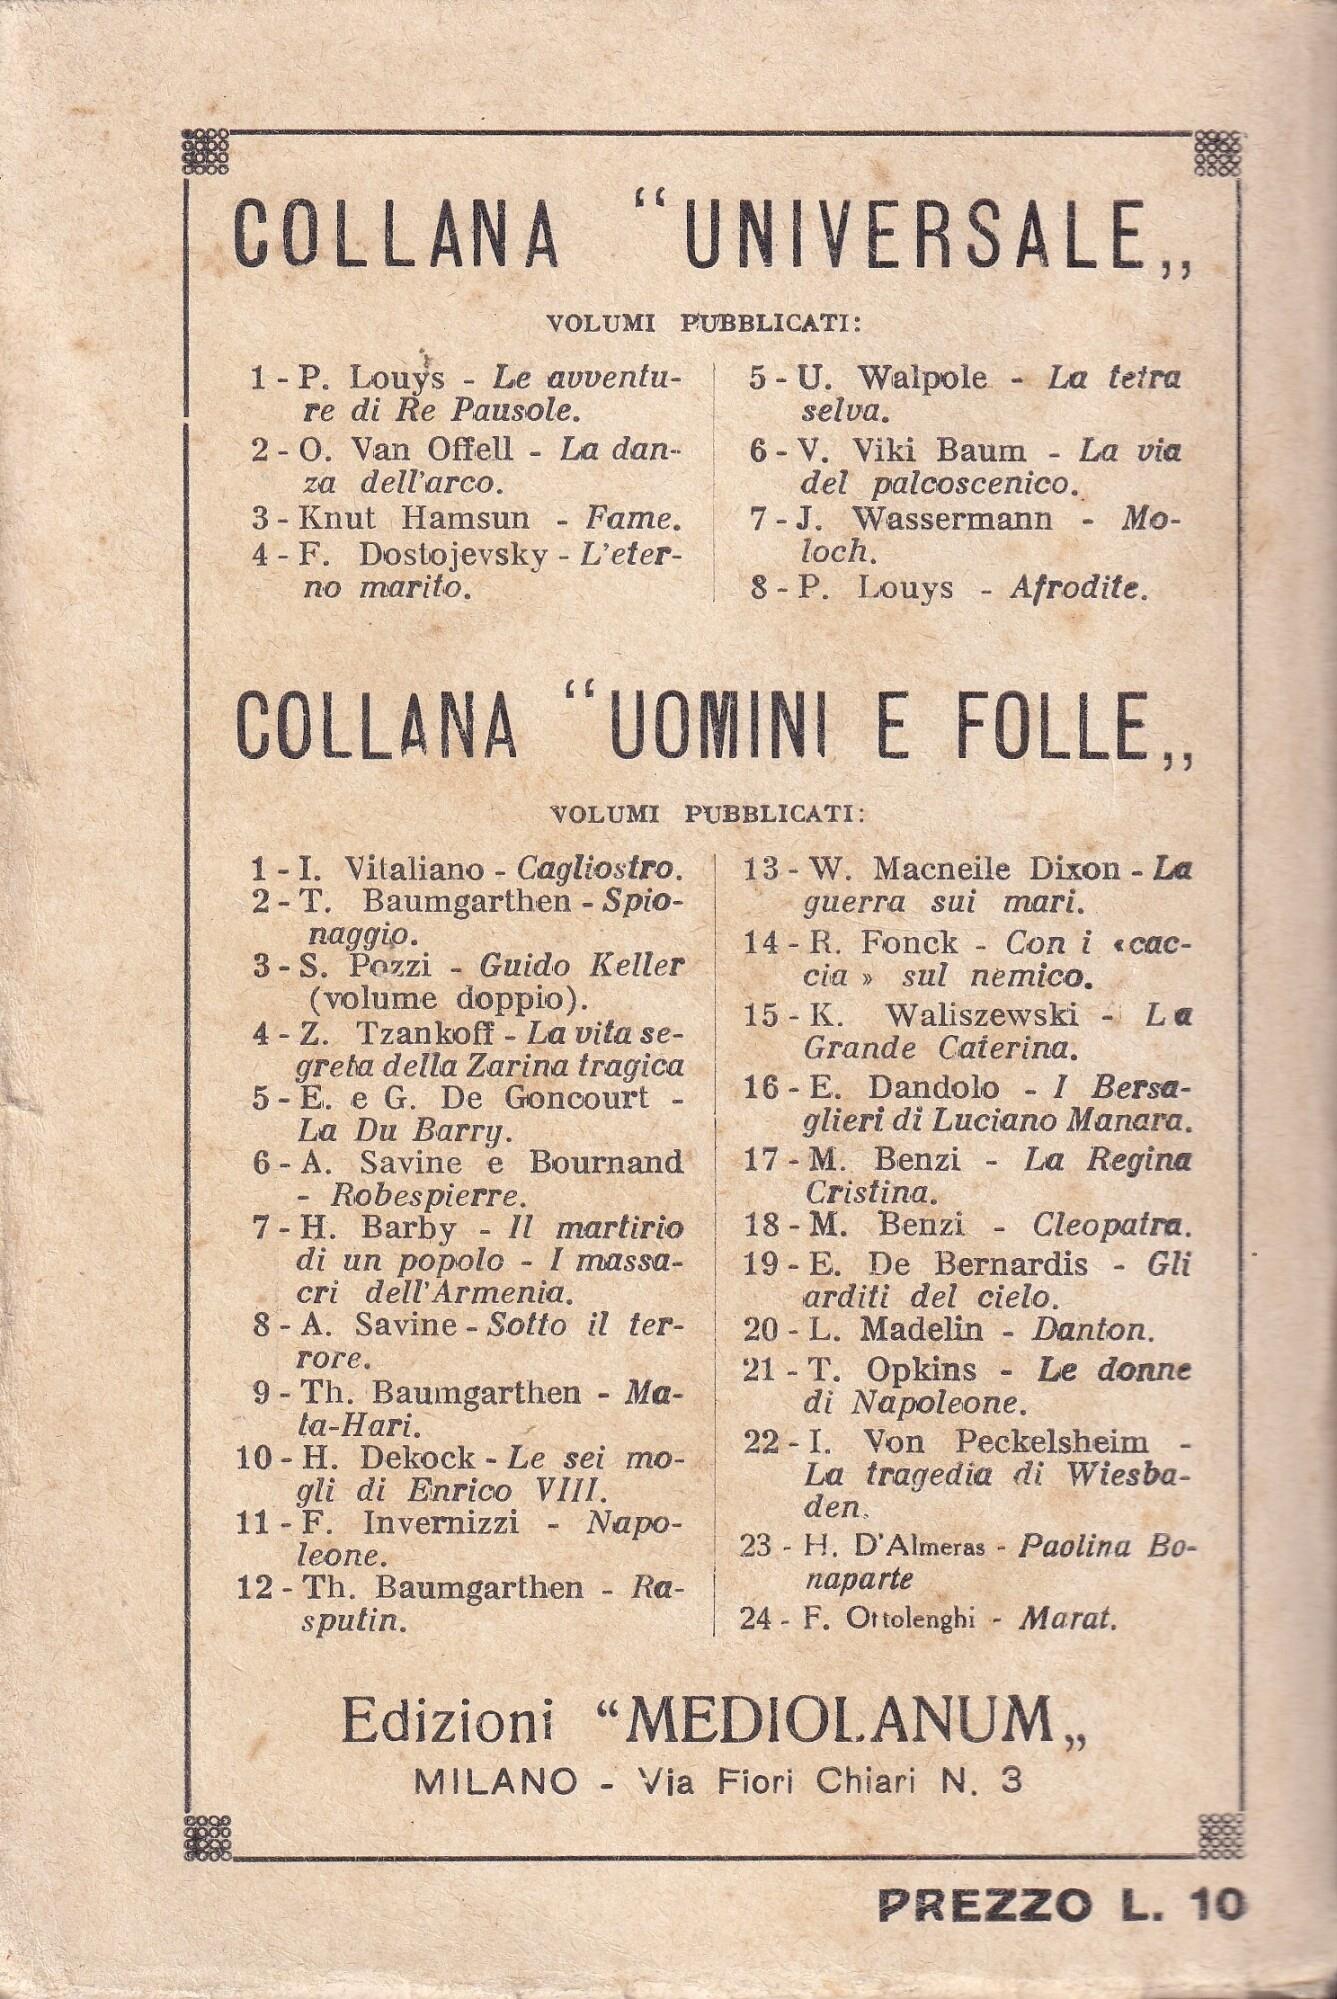 COLLANA “UNIVERSALE„
VOLUMI PUBBLICATI:
1 - P. Louys - Le avventu-
re di Re Pausole.
2 - O. Van Offell - La dan-
za dell'arco.
3 - Knut Hamsun - Fame.
4 - F. Dostojevsky - L'eter-
no marito.
5 - U. Walpole - La tetra
selva.
6 - V. Viki Baum - La via
del palcoscenico.
7 - J. Wassermann - Mo-
loch.
8 - P. Louys - Afrodite.
COLLANA “UOMINI E FOLLE„
VOLUMI PUBBLICATI:
1 - I. Vitaliano - Cagliostro.
2 - T. Baumgarthen - Spio-
naggio.
3 - S. Pozzi - Guido Keller
(volume doppio).
4 - Z. Tzankoff - La vita se-
greta della Zarina tragica
5 - E. e G. De Goncourt -
La Du Barry.
6 - A. Savine e Bournand
- Robespierre.
7 - H. Barby - Il martirio
di un popolo - I massa-
cri dell'Armenia.
8 - A. Savine - Sotto il ter-
rore.
9 - Th. Baumgarthen - Ma-
ta-Hari.
10 - H. Dekock - Le sei mo-
gli di Enrico VIII.
11 - F. Invernizzi - Napo-
leone.
12 - Th. Baumgarthen - Ra-
sputin.
13 - W. Macneile Dixon - La
guerra sui mari.
14 - R. Fonck - Con i «cac-
cia» sul nemico.
15 - K. Waliszewski - La
Grande Caterina.
16 - E. Dandolo - I Bersa-
glieri di Luciano Manara.
17 - M. Benzi - La Regina
Cristina.
18 - M. Benzi - Cleopatra.
19 - E. De Bernardis - Gli
arditi del cielo.
20 - L. Madelin - Danton.
21 - T. Opkins - Le donne
di Napoleone.
22 - I. Von Peckelsheim -
La tragedia di Wiesba-
den.
23 - H. D'Almeras - Paolina Bo-
naparte
24 - F. Ottolenghi - Marat.
Edizioni “MEDIOLANUM„
MILANO - Via Fiori Chiari N. 3
PREZZO L. 10